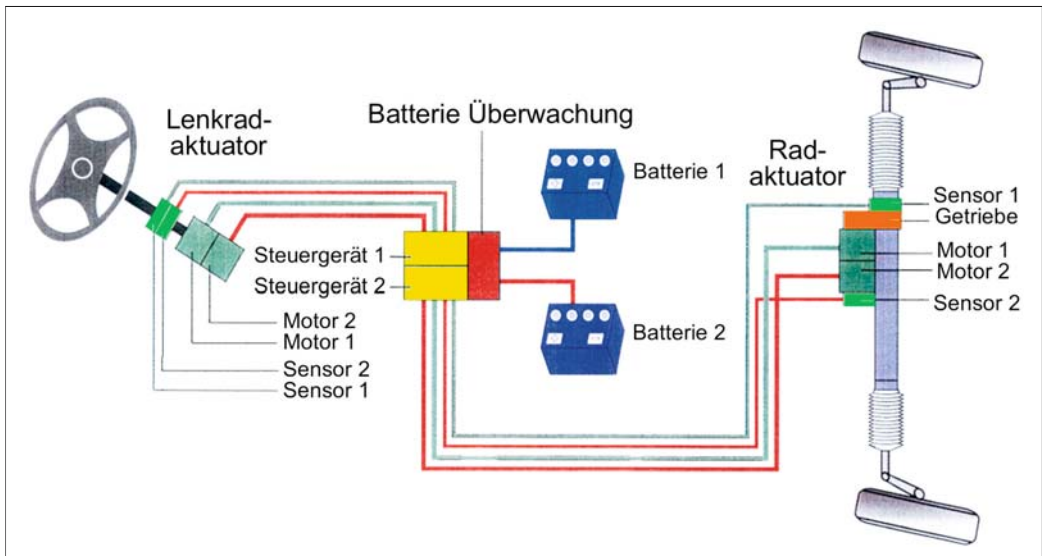 Lenkrad-
aktuator
Batterie Überwachung
Batterie 1
Rad-
aktuator
Sensor 1
Getriebe
Motor 1
Motor 2
Sensor 2
Steuergerät 1
Steuergerät 2
Batterie 2
Motor 2
Motor 1
Sensor 2
Sensor 1